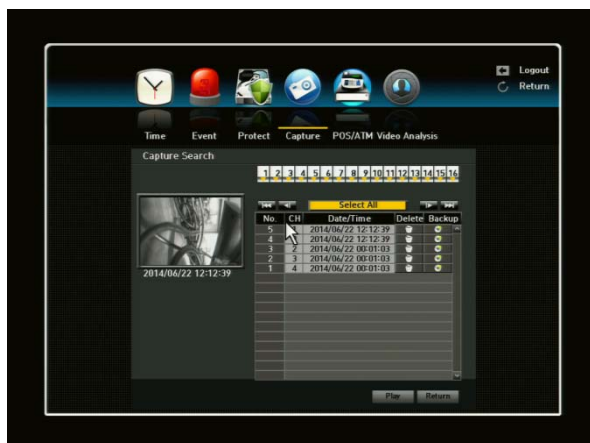 Logout
Return
Time Event Protect Capture POS/ATM Video Analysis
Capture Search
1 2 3 4 5 6 7 8 9 10 11 12 13 14 15 16
Select All
No. CH Date/Time Delete Backup
5 2014/06/22 12:12:39
4 2014/06/22 12:12:39
3 2 2014/06/22 00:01:03
2 3 2014/06/22 00:01:03
1 4 2014/06/22 00:01:03
2014/06/22 12:12:39
Play Return